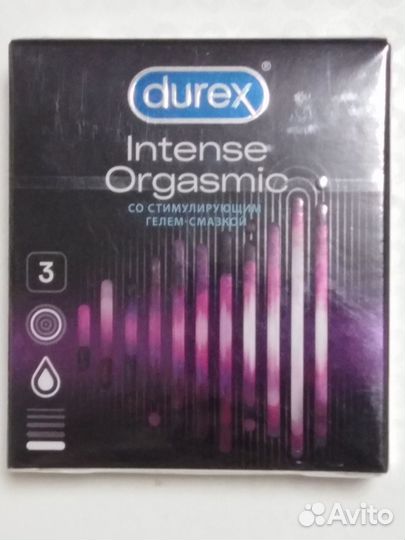 durex®
Intense
Orgasmic
СО СТИМУЛИРУЮЩИМ
ГЕЛЕМ-СМАЗКОЙ
3
Avito